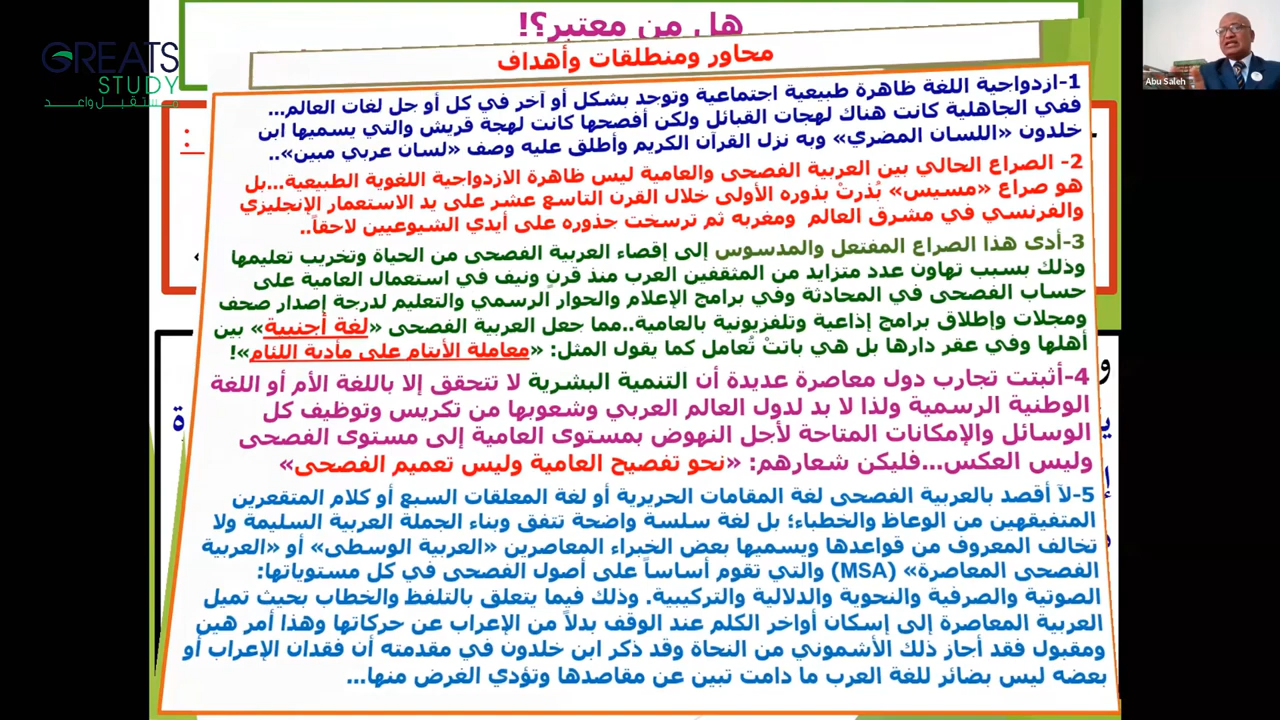 هل من معتبر؟!
محاور ومنطلقات وأهداف
1-ازدواجية اللغة ظاهرة طبيعية اجتماعية وتوجد بشكل أو آخر في كل أو جل لغات العالم...
ففي الجاهلية كانت هناك لهجات القبائل ولكن أفصحها كانت لهجة قريش والتي يسميها ابن
خلدون «اللسان المضري» وبه نزل القرآن الكريم وأطلق عليه وصف «لسان عربي مبين»..
2- الصراع الحالي بين العربية الفصحى والعامية ليس ظاهرة الازدواجية اللغوية الطبيعية...بل
هو صراع «مسيس» بُذرتْ بذوره الأولى خلال القرن التاسع عشر على يد الاستعمار الإنجليزي
والفرنسي في مشرق العالم ومغربه ثم ترسخت جذوره على أيدي الشيوعيين لاحقاً..
3-أدى هذا الصراع المفتعل والمدسوس إلى إقصاء العربية الفصحى من الحياة وتخريب تعليمها
وذلك بسبب تهاون عدد متزايد من المثقفين العرب منذ قرنٍ ونيف في استعمال العامية على
حساب الفصحى في المحادثة وفي برامج الإعلام والحوار الرسمي والتعليم لدرجة إصدار صحف
ومجلات وإطلاق برامج إذاعية وتلفزيونية بالعامية..مما جعل العربية الفصحى «لغة أجنبية» بين
أهلها وفي عقر دارها بل هي باتتْ تُعامل كما يقول المثل: «معاملة الأيتام على مأدبة اللئام»!
4-أثبتت تجارب دول معاصرة عديدة أن التنمية البشرية لا تتحقق إلا باللغة الأم أو اللغة
الوطنية الرسمية ولذا لا بد لدول العالم العربي وشعوبها من تكريس وتوظيف كل
الوسائل والإمكانات المتاحة لأجل النهوض بمستوى العامية إلى مستوى الفصحى
وليس العكس...فليكن شعارهم: «نحو تفصيح العامية وليس تعميم الفصحى»
5-لآ أقصد بالعربية الفصحى لغة المقامات الحريرية أو لغة المعلقات السبع أو كلام المتقعرين
المتفيقهين من الوعاظ والخطباء؛ بل لغة سلسة واضحة تتفق وبناء الجملة العربية السليمة ولا
تخالف المعروف من قواعدها ويسميها بعض الخبراء المعاصرين «العربية الوسطى» أو «العربية
الفصحى المعاصرة» (MSA) والتي تقوم أساساً على أصول الفصحى في كل مستوياتها:
الصوتية والصرفية والنحوية والدلالية والتركيبية. وذلك فيما يتعلق بالتلفظ والخطاب بحيث تميل
العربية المعاصرة إلى إسكان أواخر الكلم عند الوقف بدلاً من الإعراب عن حركاتها وهذا أمر هين
ومقبول فقد أجاز ذلك الأشموني من النحاة وقد ذكر ابن خلدون في مقدمته أن فقدان الإعراب أو
بعضه ليس بضائر للغة العرب ما دامت تبين عن مقاصدها وتؤدي الغرض منها...
GREATS
STUDY
مستقبل واعد
Abu Saleh